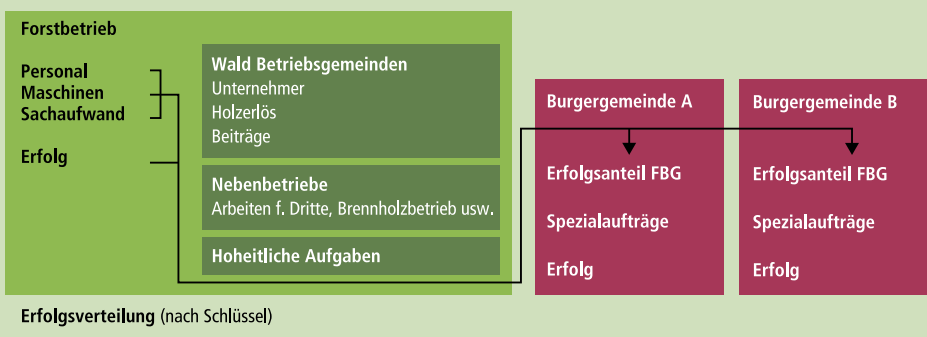 Forstbetrieb
Personal
Maschinen
Sachaufwand
Erfolg
Wald Betriebsgemeinden
Unternehmer
Holzerlös
Beiträge
Nebenbetriebe
Arbeiten f. Dritte, Brennholzbetrieb usw.
Hoheitliche Aufgaben
Burgergemeinde A
Erfolgsanteil FBG
Spezialaufträge
Erfolg
Burgergemeinde B
Erfolgsanteil FBG
Spezialaufträge
Erfolg
Erfolgsverteilung (nach Schlüssel)